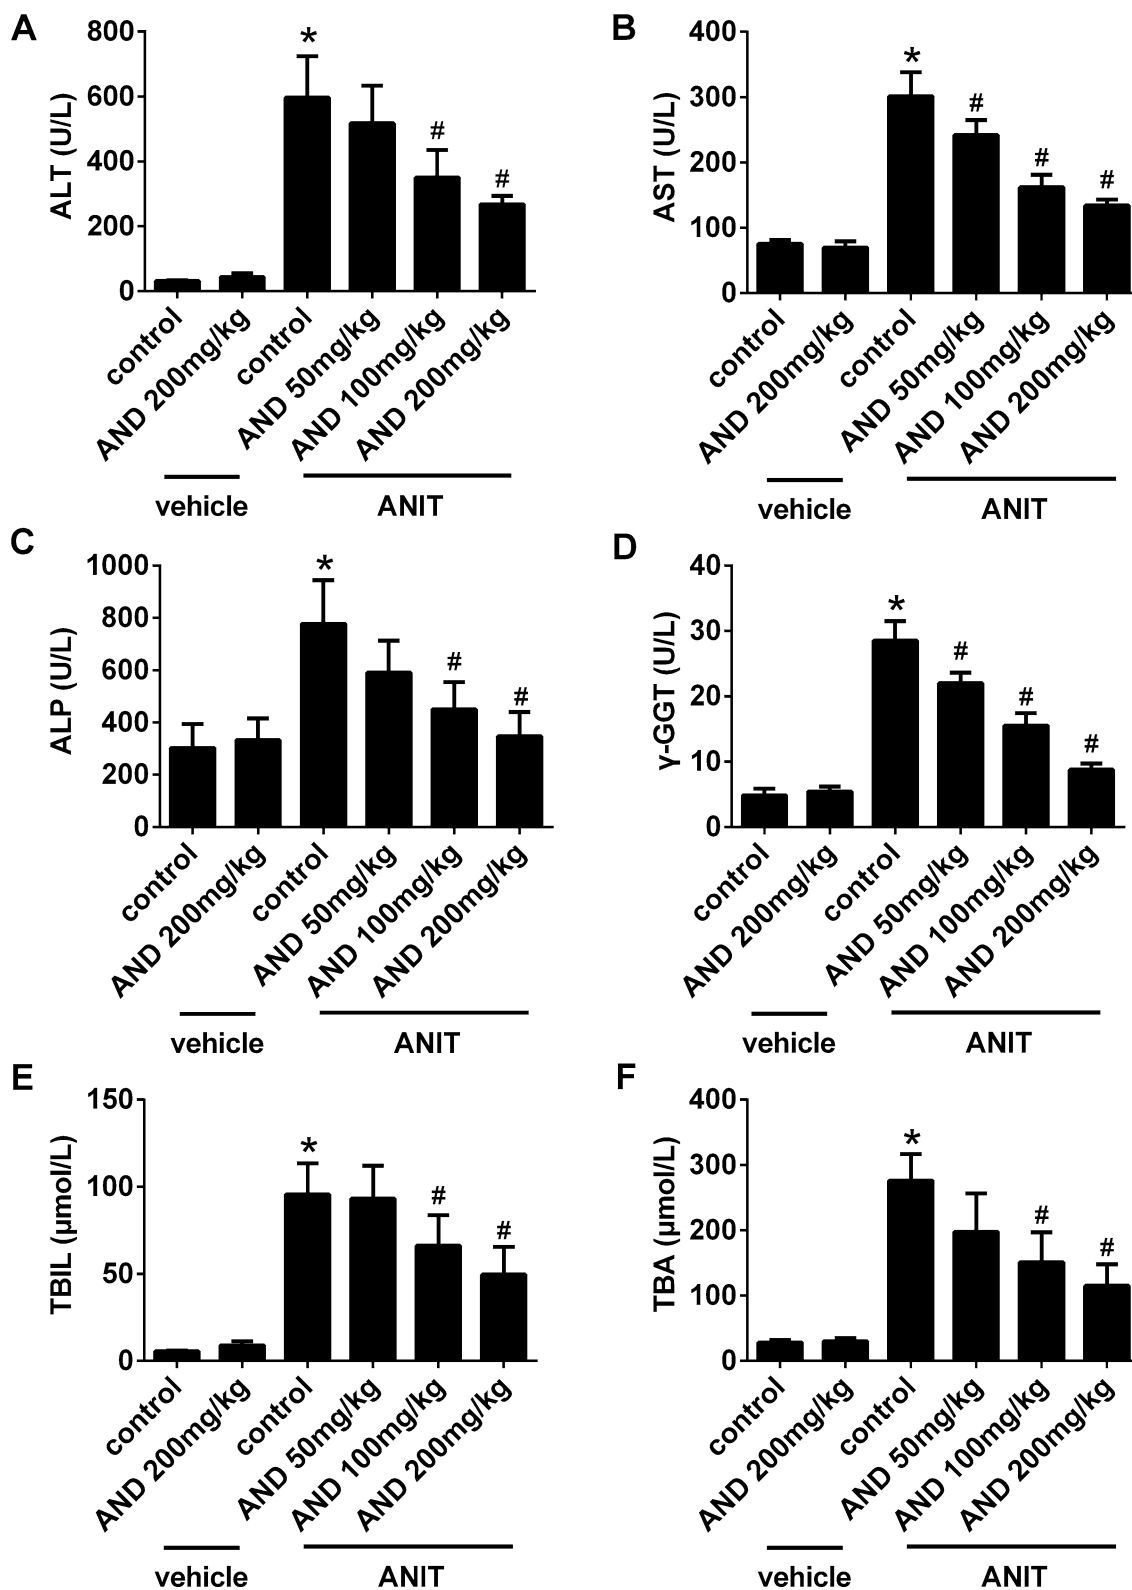 A
ALT (U/L)
800
600
400
200
0
*
#
#
control
AND 200mg/kg
control
AND 50mg/kg
AND 100mg/kg
AND 200mg/kg
vehicle
ANIT
B
AST (U/L)
400
300
200
100
0
*
#
#
#
control
AND 200mg/kg
control
AND 50mg/kg
AND 100mg/kg
AND 200mg/kg
vehicle
ANIT
C
ALP (U/L)
1000
800
600
400
200
0
*
#
#
control
AND 200mg/kg
control
AND 50mg/kg
AND 100mg/kg
AND 200mg/kg
vehicle
ANIT
D
γ-GGT (U/L)
40
30
20
10
0
*
#
#
#
control
AND 200mg/kg
control
AND 50mg/kg
AND 100mg/kg
AND 200mg/kg
vehicle
ANIT
E
TBIL (μmol/L)
150
100
50
0
*
#
#
control
AND 200mg/kg
control
AND 50mg/kg
AND 100mg/kg
AND 200mg/kg
vehicle
ANIT
F
TBA (μmol/L)
400
300
200
100
0
*
#
#
control
AND 200mg/kg
control
AND 50mg/kg
AND 100mg/kg
AND 200mg/kg
vehicle
ANIT